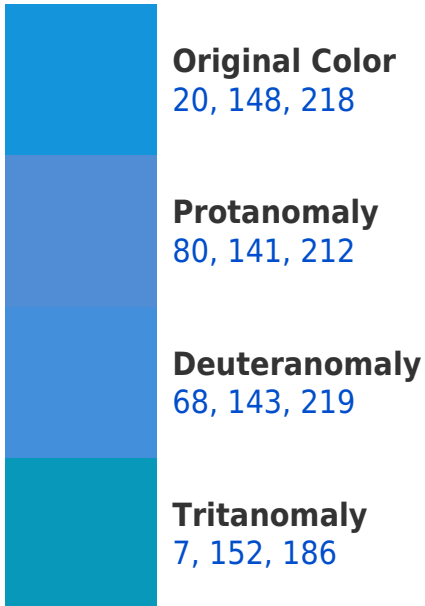 Original Color
20, 148, 218
Protanomaly
80, 141, 212
Deuteranomaly
68, 143, 219
Tritanomaly
7, 152, 186